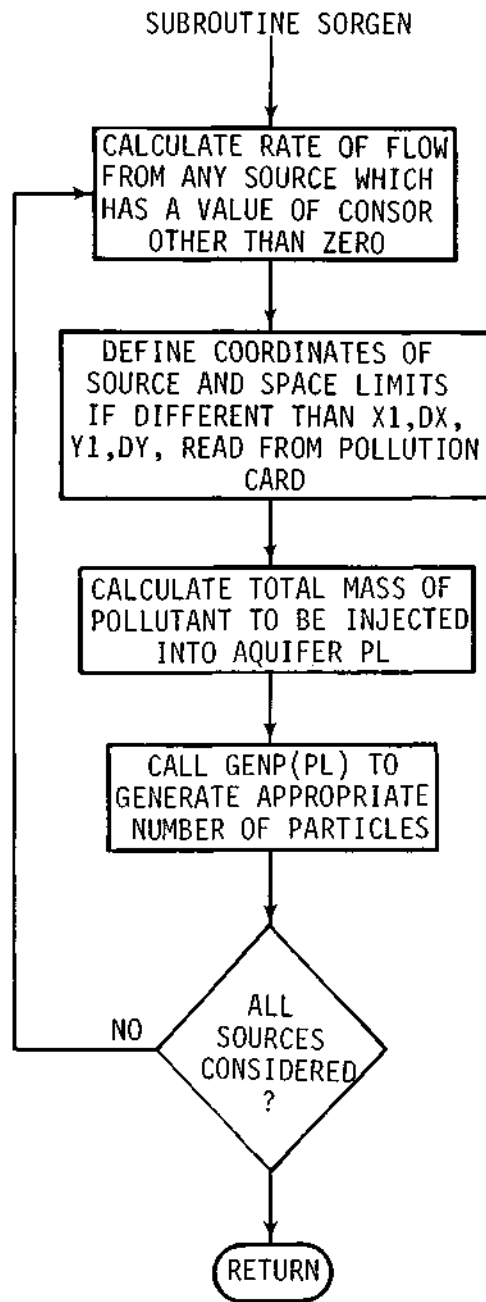 SUBROUTINE SORGEN
CALCULATE RATE OF FLOW
FROM ANY SOURCE WHICH
HAS A VALUE OF CONSOR
OTHER THAN ZERO
DEFINE COORDINATES OF
SOURCE AND SPACE LIMITS
IF DIFFERENT THAN X1,DX,
Y1,DY, READ FROM POLLUTION
CARD
CALCULATE TOTAL MASS OF
POLLUTANT TO BE INJECTED
INTO AQUIFER PL
CALL GENP(PL) TO
GENERATE APPROPRIATE
NUMBER OF PARTICLES
ALL
NO
SOURCES
CONSIDERED
?
RETURN